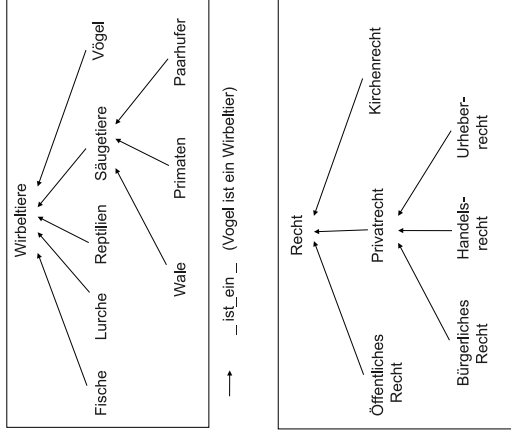 Wirbeltiere
Fische
Lurche
Reptilien
Säugetiere
Vögel
Wale
Primaten
Paarhufer
_ ist_ein _ (Vogel ist ein Wirbeltier)
Recht
Öffentliches
Recht
Privatrecht
Kirchenrecht
Bürgerliches
Recht
Handels-
recht
Urheber-
recht